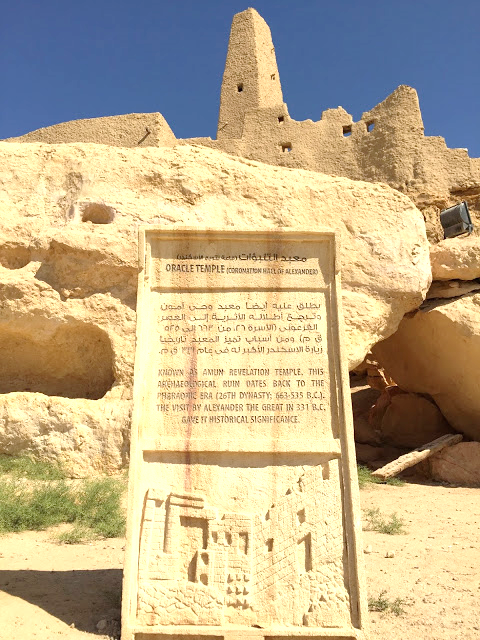 معبد التنبؤات
ORACLE TEMPLE (CORONATION HALL OF ALEXANDER)
يطلق عليه أيضاً معبد وحي آمون
وترجع أطلاله الأثرية إلى العصر
الفرعوني (الأسرة ٢٦، من ٦٦٣ إلى ٥٢٥
ق.م)، ومن أسباب تميز المعبد تاريخيا
زيارة الاسكندر الأكبر له في عام ٣٣١ ق.م.
KNOWN AS AMUN REVELATION TEMPLE, THIS
ARCHAEOLOGICAL RUIN DATES BACK TO THE
PHARAONIC ERA (26TH DYNASTY; 663-535 B.C.)
THE VISIT BY ALEXANDER THE GREAT IN 331 B.C.
GAVE IT HISTORICAL SIGNIFICANCE.